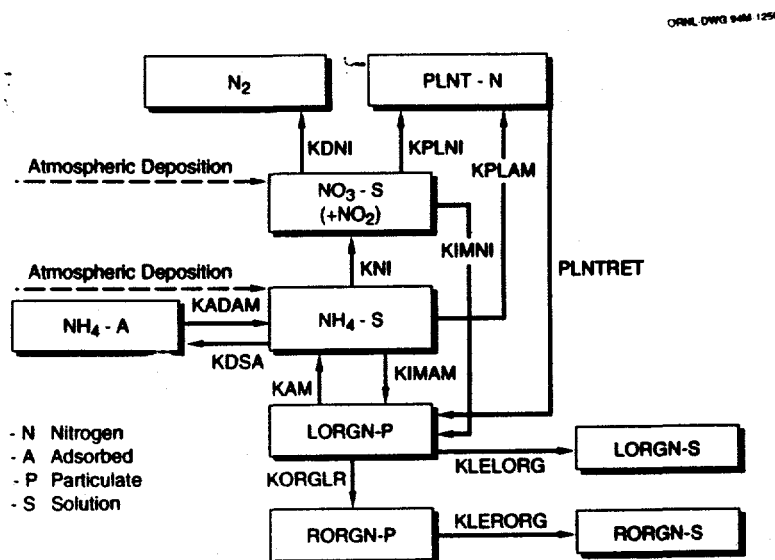 ORNL-DWG 94M-1256
N2
PLNT - N
KDNI
KPLNI
KPLAM
Atmospheric Deposition
NO3 - S
(+NO2)
KIMNI
PLNTRET
KNI
Atmospheric Deposition
KADAM
NH4 - A
NH4 - S
KDSA
KAM
KIMAM
LORGN-P
LORGN-S
KLELORG
KORGLR
- N Nitrogen
- A Adsorbed
- P Particulate
- S Solution
KLERORG
RORGN-P
RORGN-S